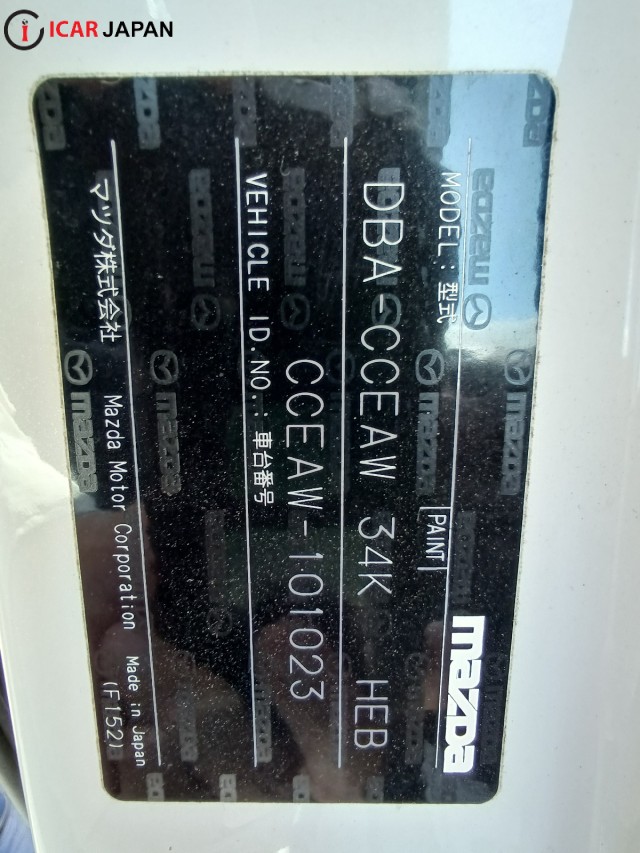 ICAR JAPAN
mazda
MODEL: 型式 PAINT
DBA-CCEAW 34K HEB
VEHICLE ID. NO.: 車台番号
CCEAW-101023
マツダ株式会社 Mazda Motor Corporation Made in Japan
(F152)